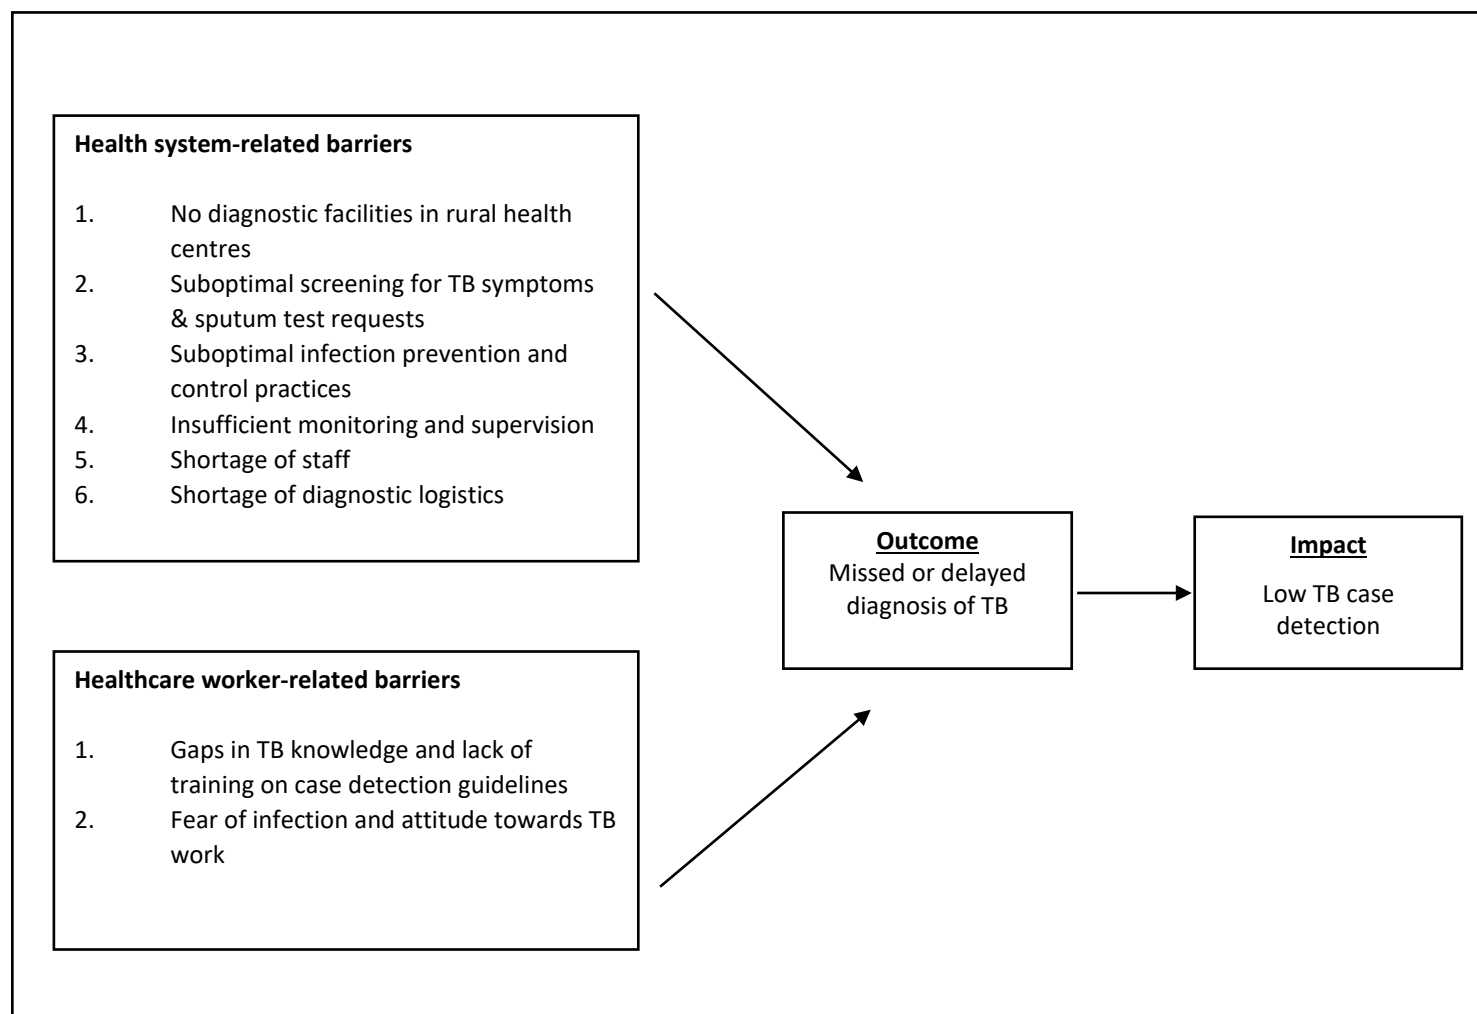 Health system-related barriers
1. No diagnostic facilities in rural health
centres
2. Suboptimal screening for TB symptoms
& sputum test requests
3. Suboptimal infection prevention and
control practices
4. Insufficient monitoring and supervision
5. Shortage of staff
6. Shortage of diagnostic logistics
Healthcare worker-related barriers
1. Gaps in TB knowledge and lack of
training on case detection guidelines
2. Fear of infection and attitude towards TB
work
Outcome
Missed or delayed
diagnosis of TB
Impact
Low TB case
detection